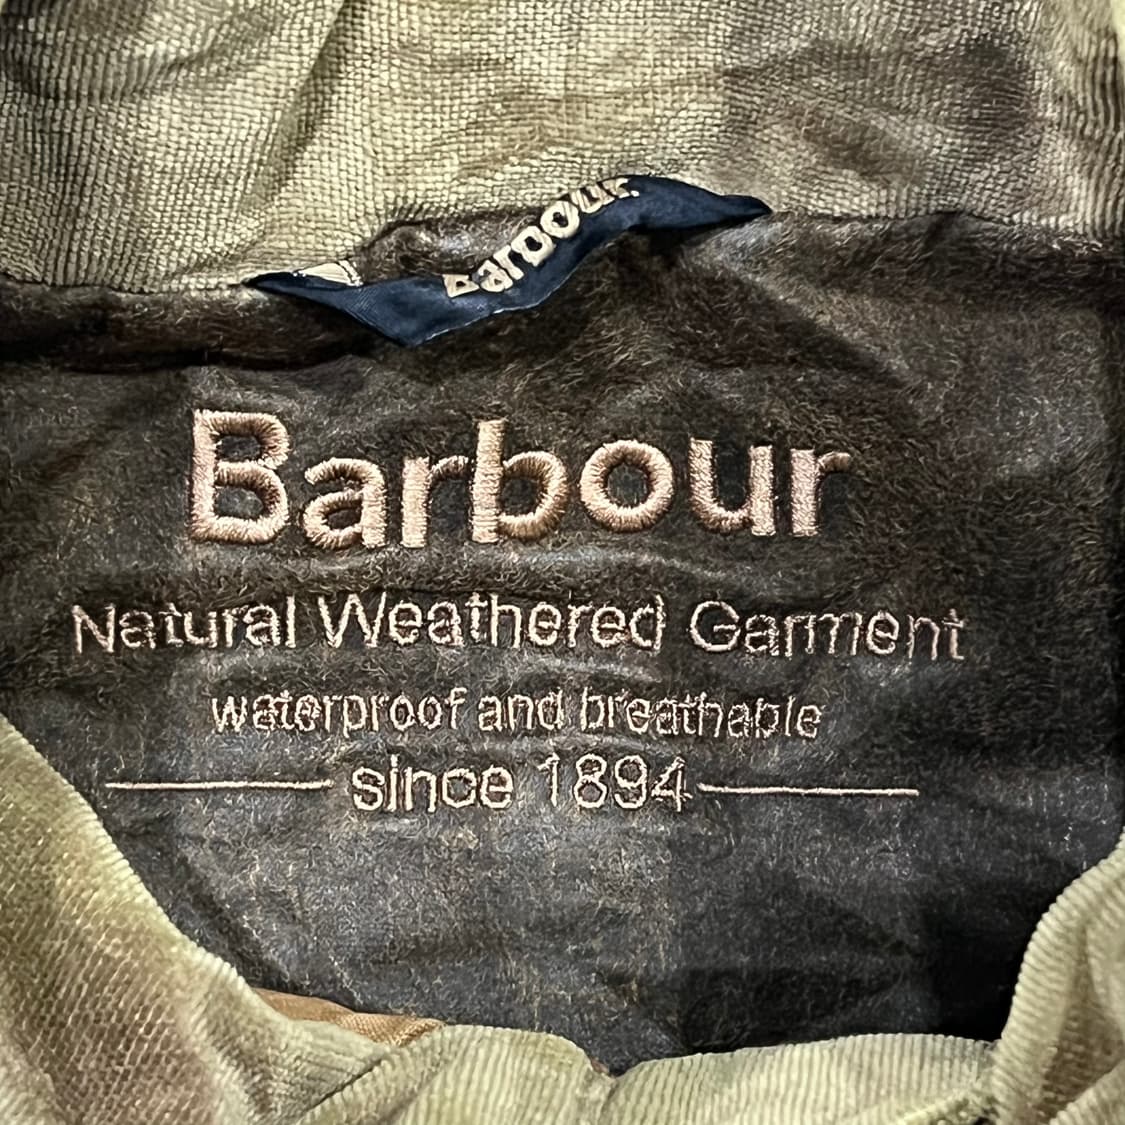 Barbour.
Barbour
Natural Weathered Garment
waterproof and breathable
since 1894